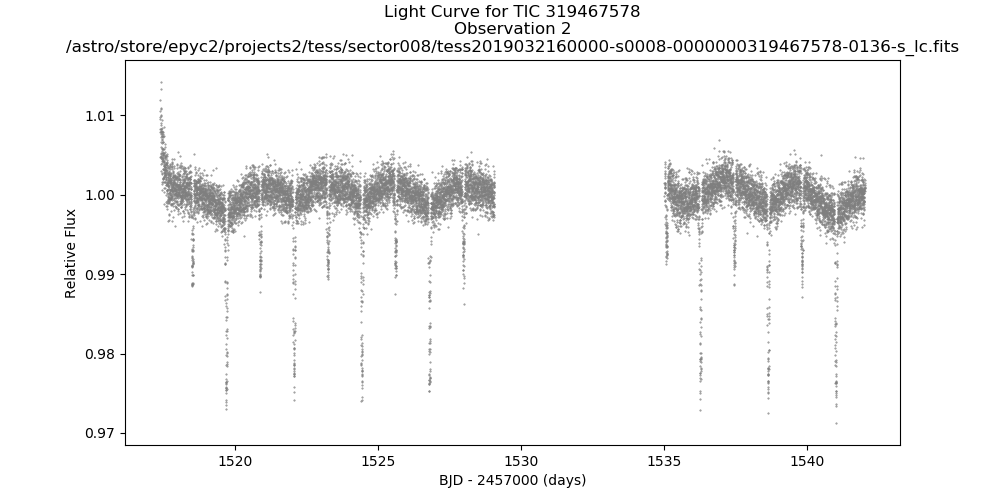 Light Curve for TIC 319467578
Observation 2
/astro/store/epyc2/projects2/tess/sector008/tess2019032160000-s0008-0000000319467578-0136-s_lc.fits
1.01
1.00
0.99
0.98
0.97
Relative Flux
1520
1525
1530
1535
1540
BJD - 2457000 (days)